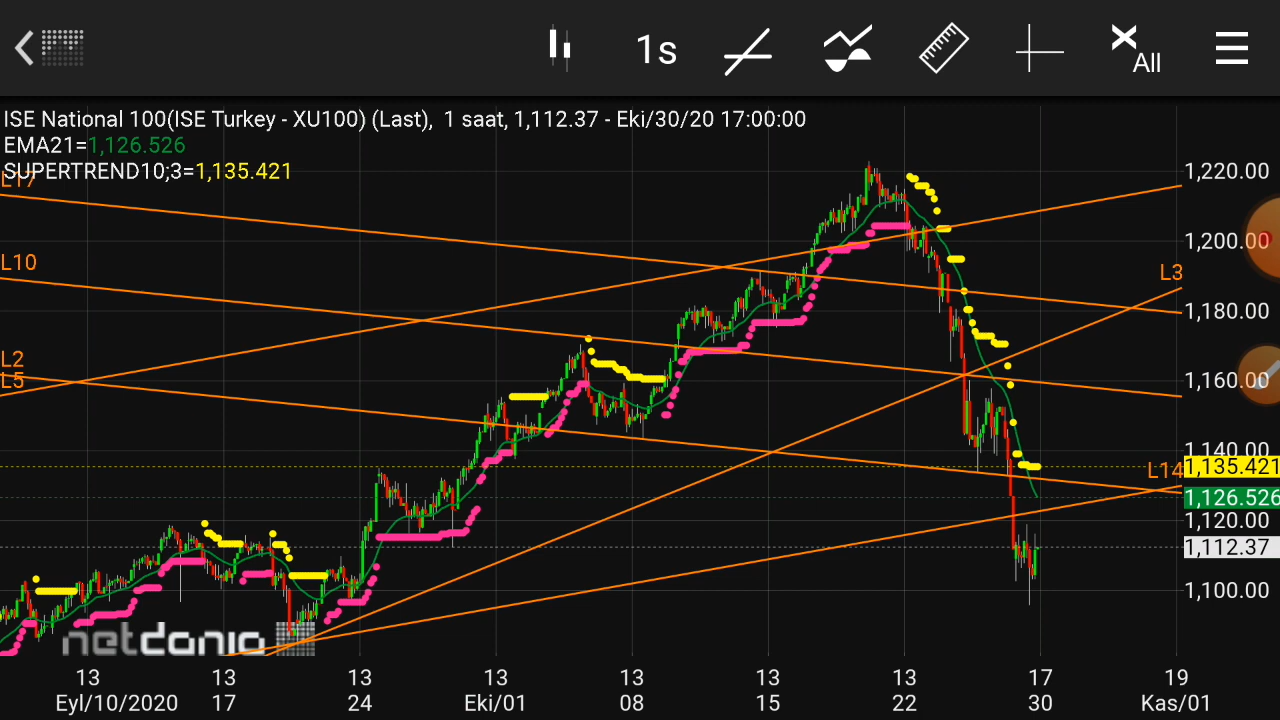 1s
All
ISE National 100(ISE Turkey - XU100) (Last), 1 saat, 1,112.37 - Eki/30/20 17:00:00
EMA21=1,126.526
SUPERTREND10;3=1,135.421
L17
1,220.00
1,200.00
L10
L3
1,180.00
L2
L5
1,160.00
1,140.00
L14
1,135.421
1,126.526
1,120.00
1,112.37
1,100.00
netdania
13 13 13 13 13 13 13 17 19
Eyl/10/2020 17 24 Eki/01 08 15 22 30 Kas/01